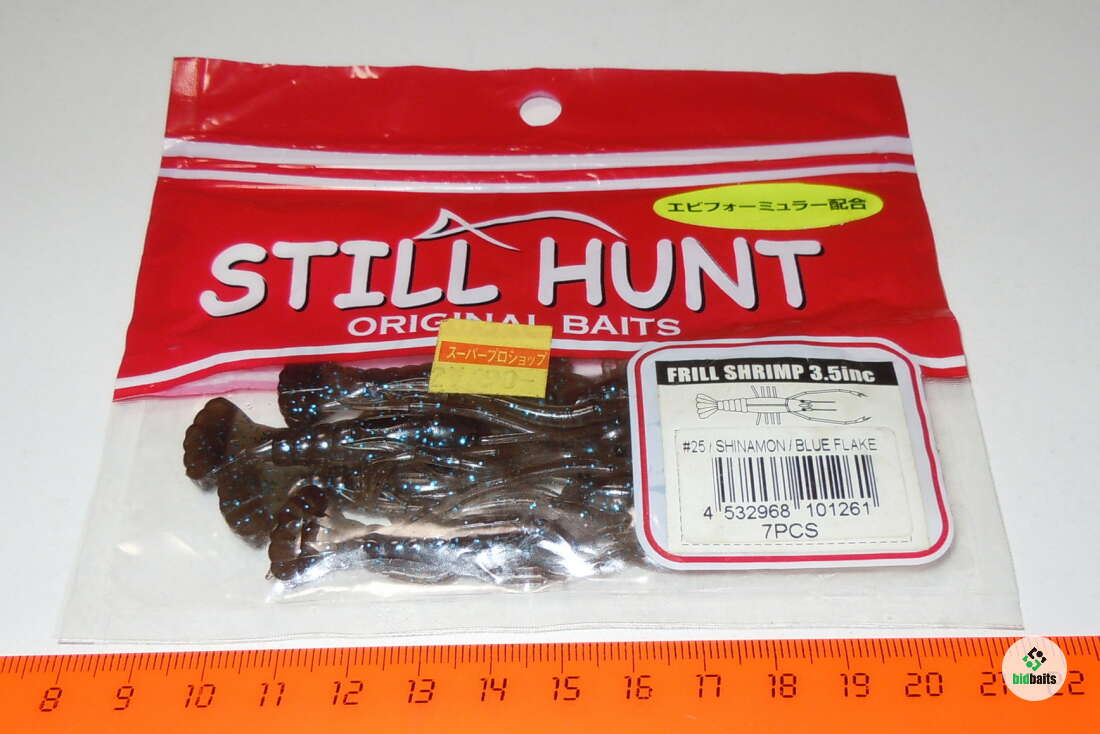 エビフォーミュラー配合
STILL HUNT
ORIGINAL BAITS
スーパープロショップ
FRILL SHRIMP 3.5inc
#25 / SHINAMON / BLUE FLAKE
4 532968 101261
7PCS
8 9 10 11 12 13 14 15 16 17 18 19 20 21 22
bidbaits